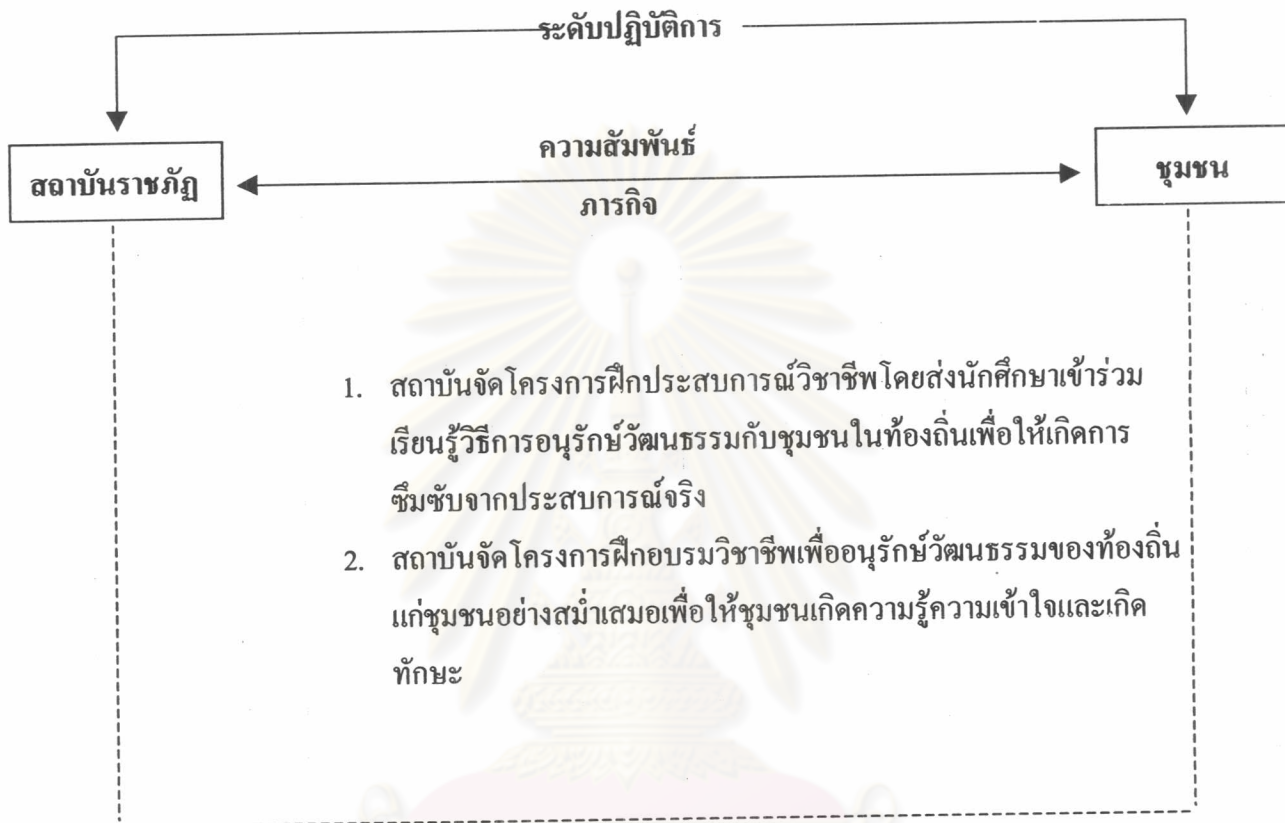 ระดับปฏิบัติการ
ความสัมพันธ์
สถาบันราชภัฏ
ชุมชน
ภารกิจ
1. สถาบันจัดโครงการฝึกประสบการณ์วิชาชีพโดยส่งนักศึกษาเข้าร่วม
เรียนรู้วิธีการอนุรักษ์วัฒนธรรมกับชุมชนในท้องถิ่นเพื่อให้เกิดการ
ซึมซับจากประสบการณ์จริง
2. สถาบันจัดโครงการฝึกอบรมวิชาชีพเพื่ออนุรักษ์วัฒนธรรมของท้องถิ่น
แก่ชุมชนอย่างสม่ำเสมอเพื่อให้ชุมชนเกิดความรู้ความเข้าใจและเกิด
ทักษะ